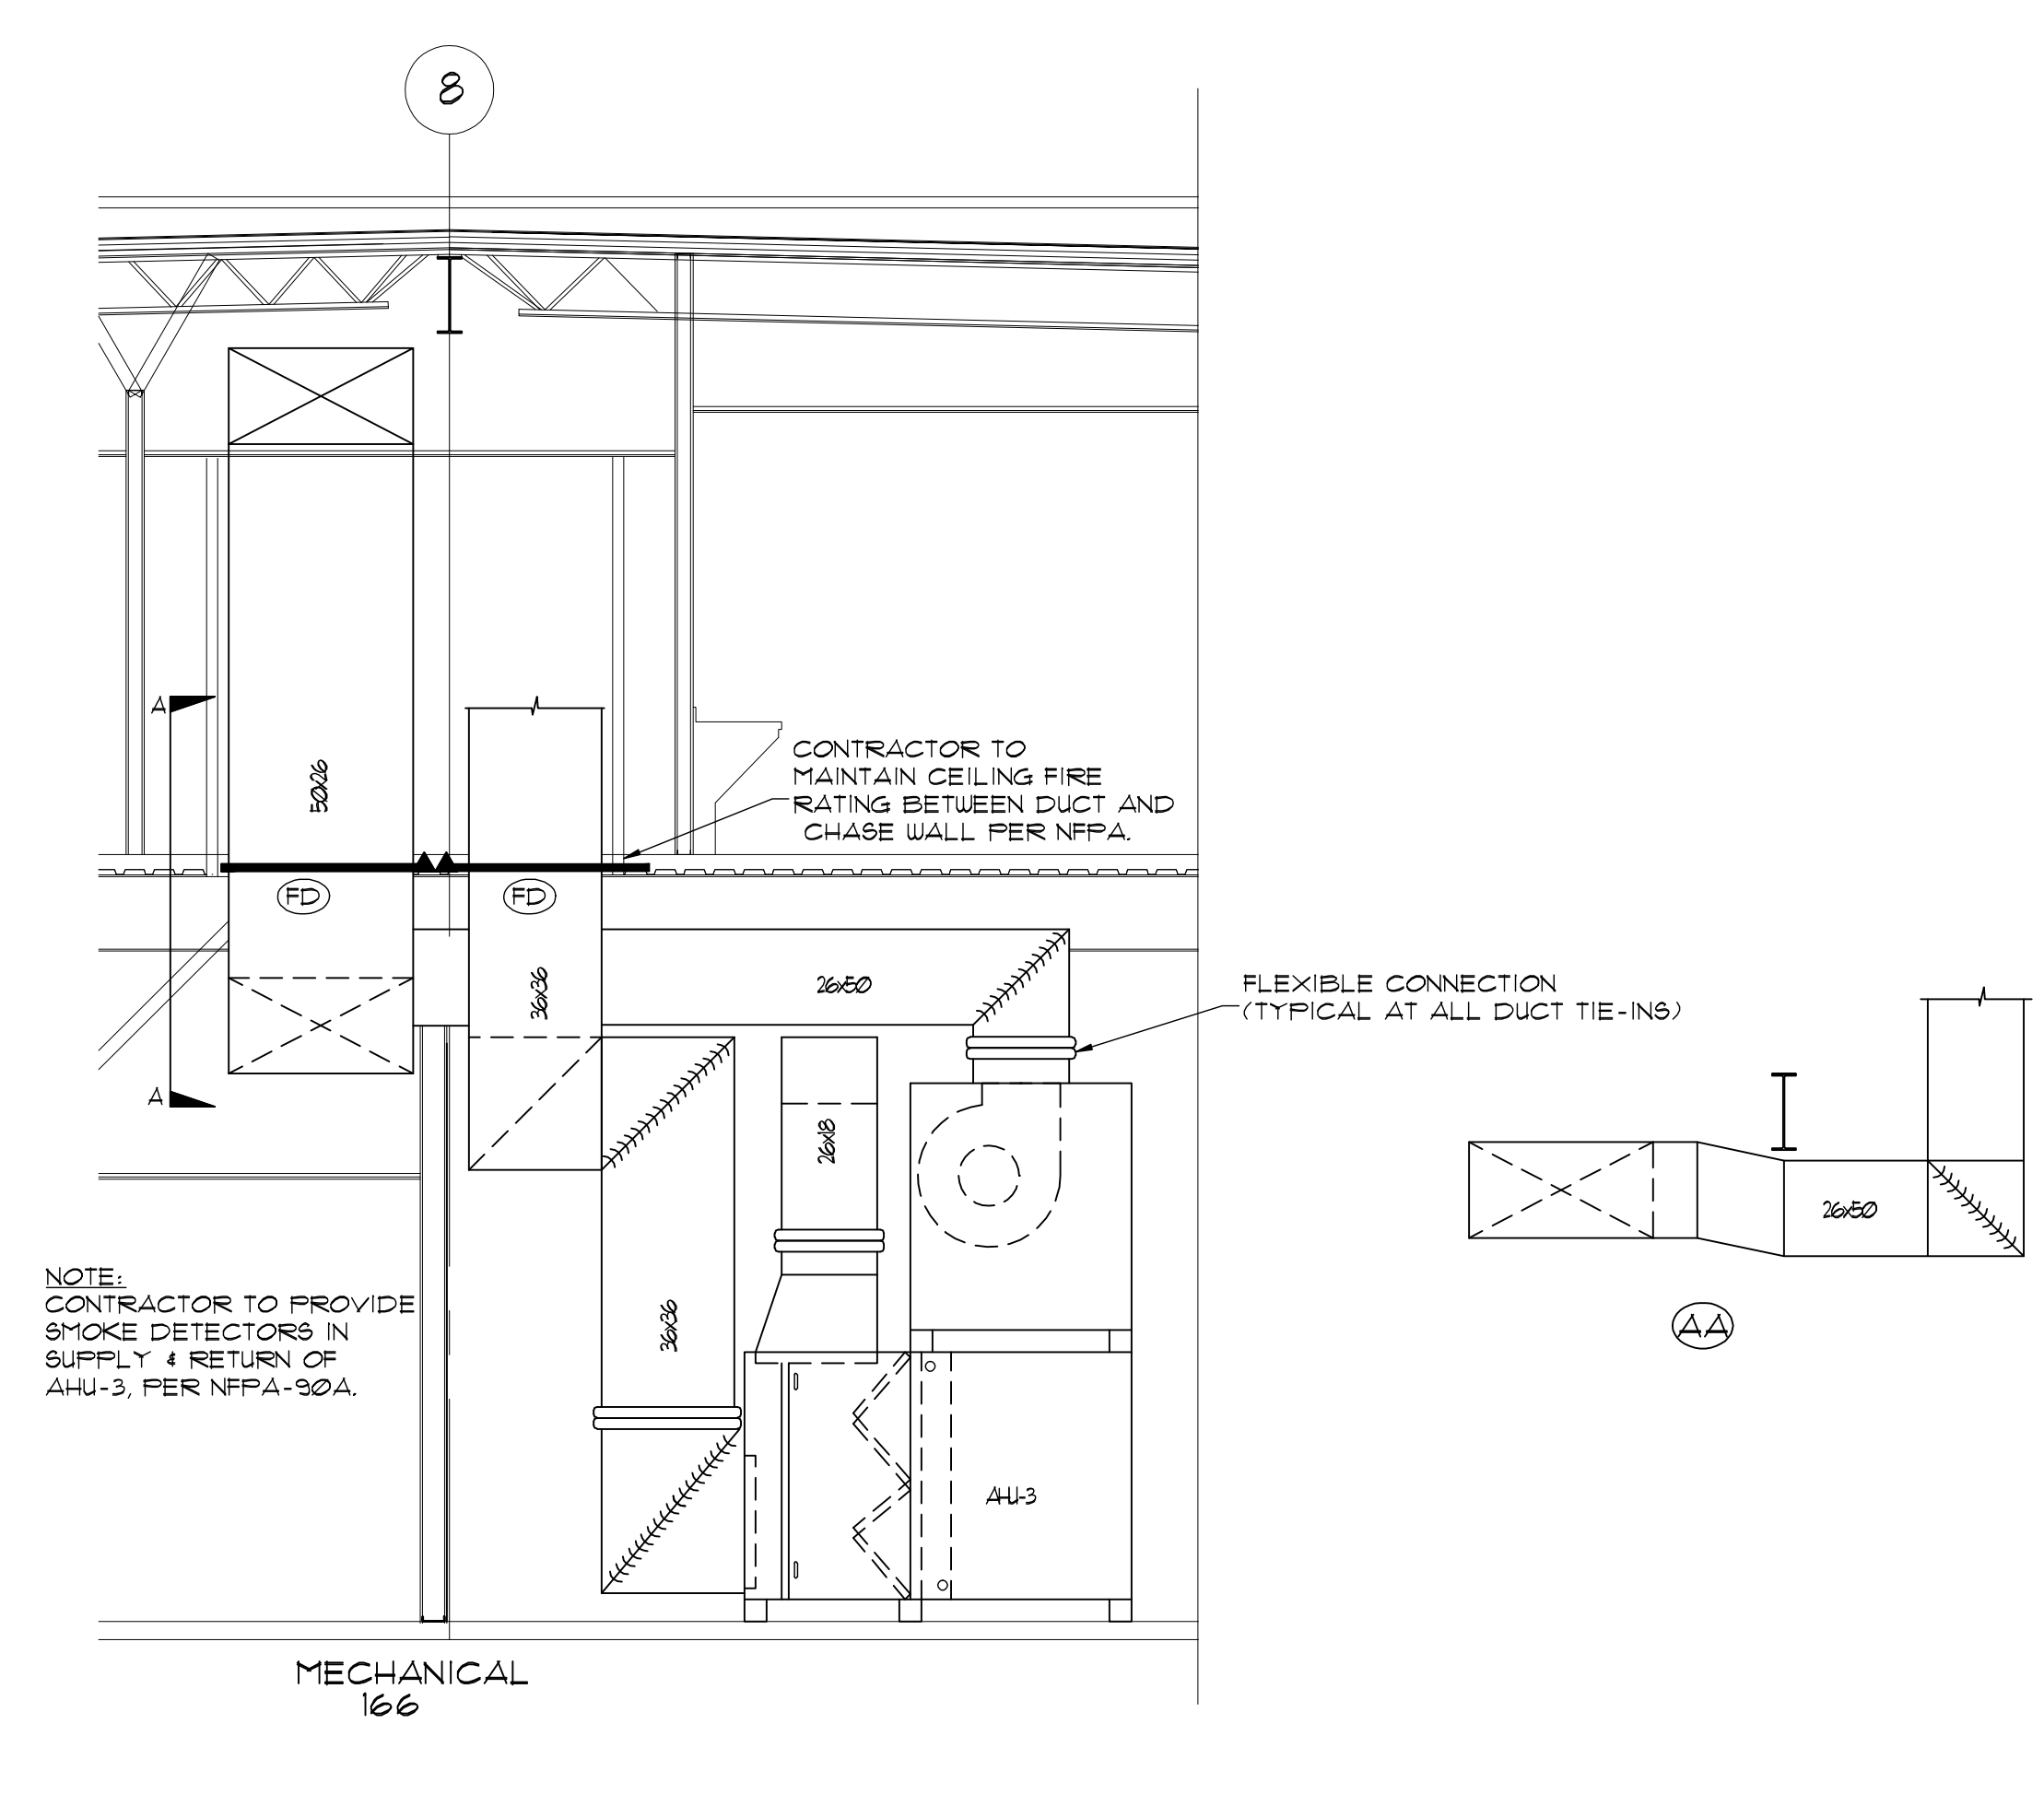 8
A
50x26
CONTRACTOR TO
MAINTAIN CEILING FIRE
RATING BETWEEN DUCT AND
CHASE WALL PER NFPA.
FD
FD
36x36
26x50
FLEXIBLE CONNECTION
(TYPICAL AT ALL DUCT TIE-INS)
A
26x18
26x50
NOTE:
CONTRACTOR TO PROVIDE
SMOKE DETECTORS IN
SUPPLY & RETURN OF
AHU-3, PER NFPA-90A.
36x36
AA
AHU-3
MECHANICAL
166